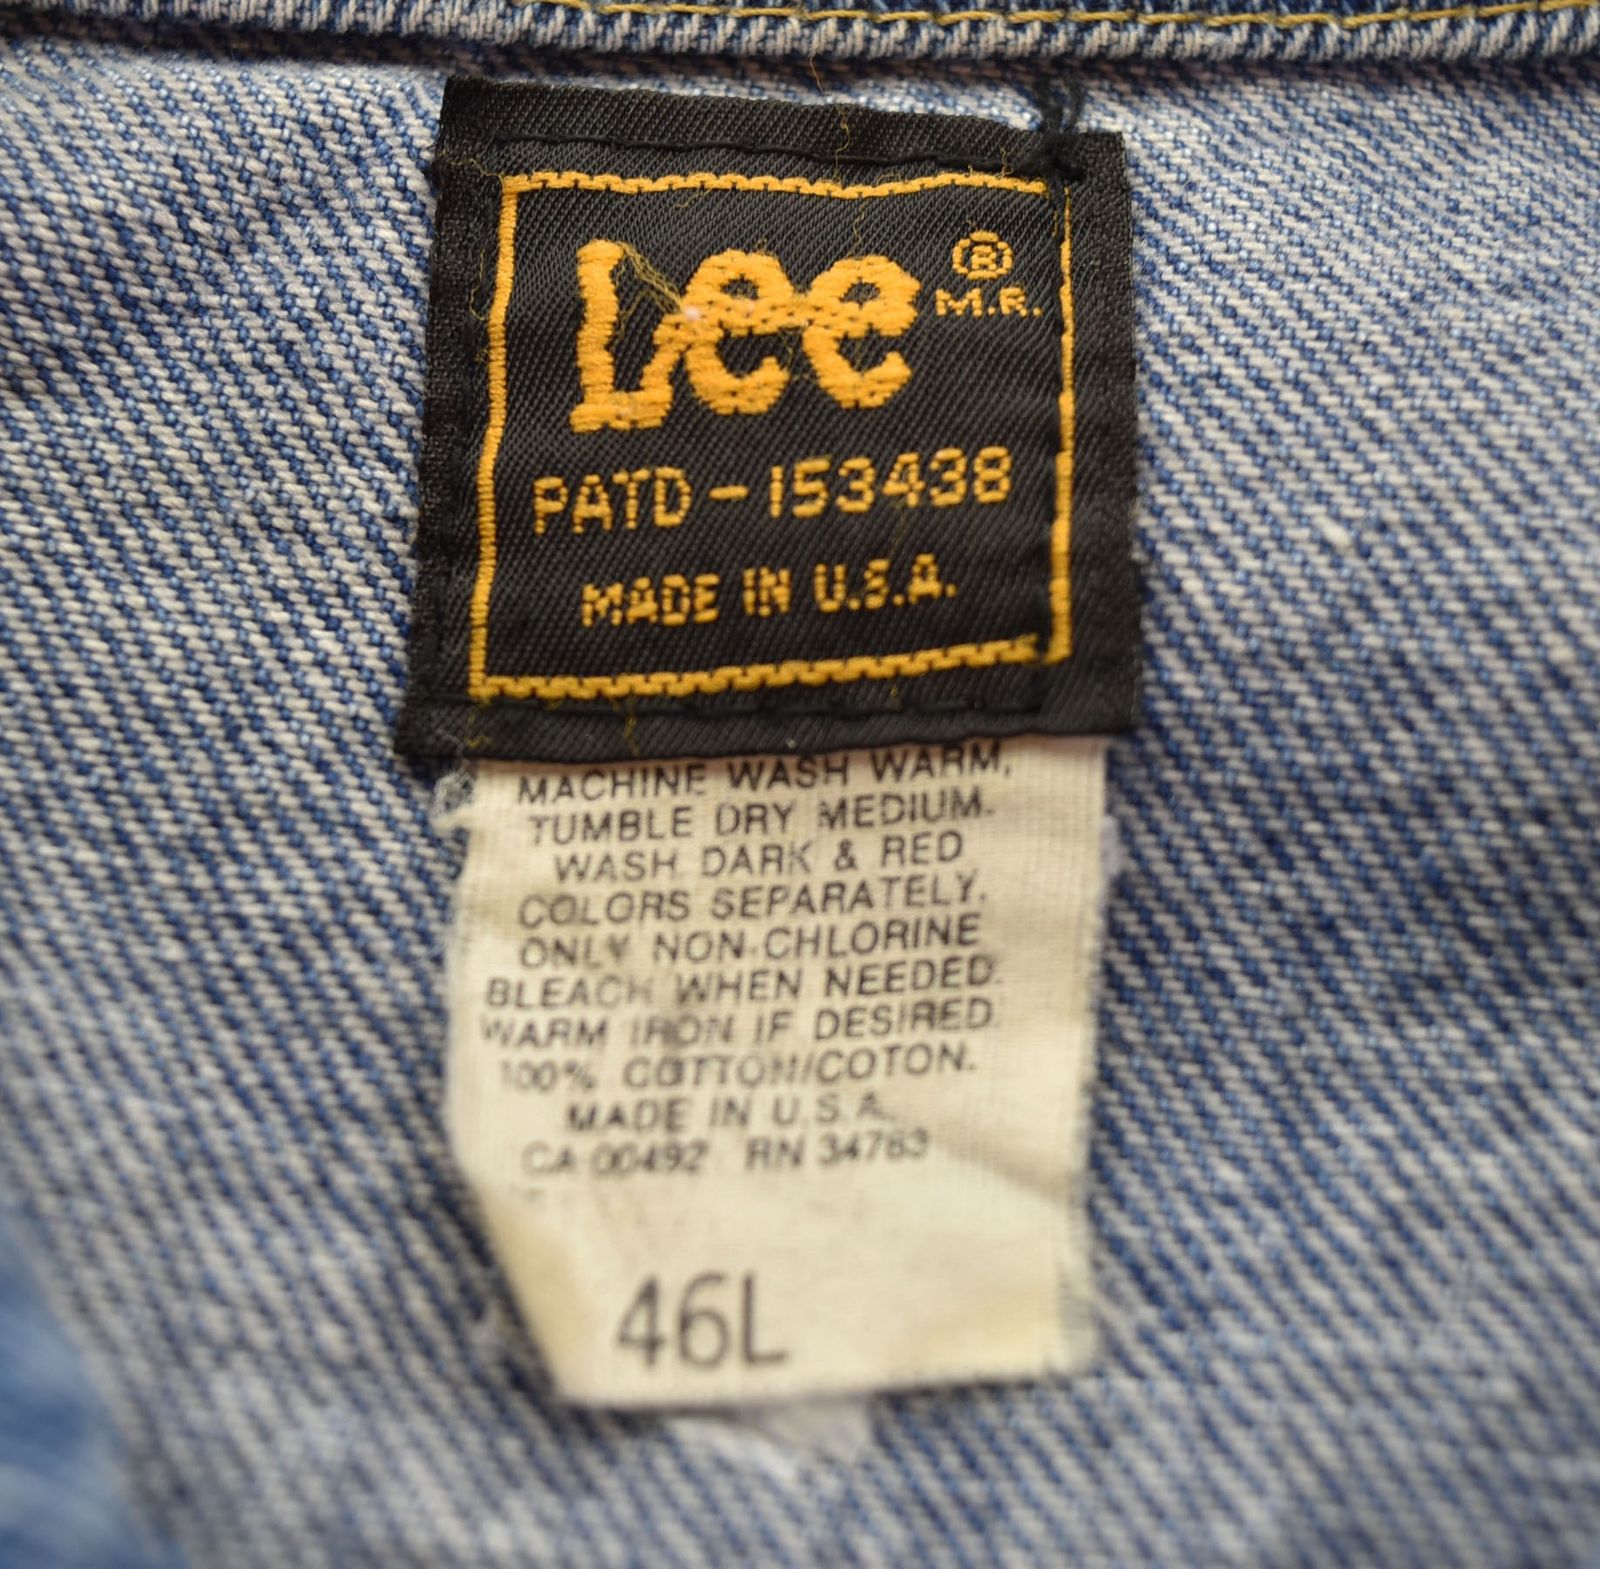 Lee ®
M.R.
PATD-153438
MADE IN U.S.A.
MACHINE WASH WARM,
TUMBLE DRY MEDIUM.
WASH DARK & RED
COLORS SEPARATELY.
ONLY NON-CHLORINE
BLEACH WHEN NEEDED.
WARM IRON IF DESIRED.
100% COTTON/COTON.
MADE IN U.S.A.
CA 00492 RN 34763
46L